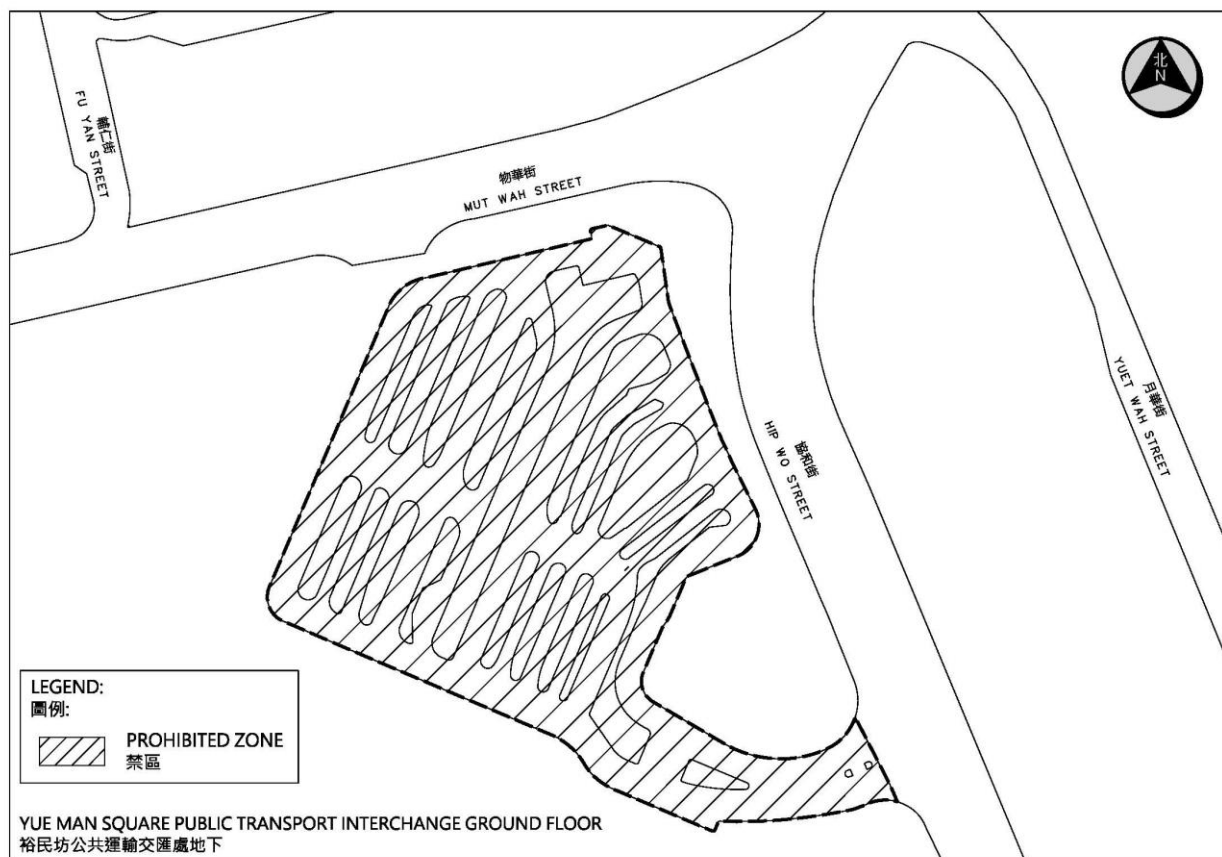 北
N
輔仁街
FU YAN STREET
物華街
MUT WAH STREET
協和街
HIP WO STREET
月華街
YUET WAH STREET
LEGEND:
圖例:
PROHIBITED ZONE
禁區
YUE MAN SQUARE PUBLIC TRANSPORT INTERCHANGE GROUND FLOOR
裕民坊公共運輸交匯處地下